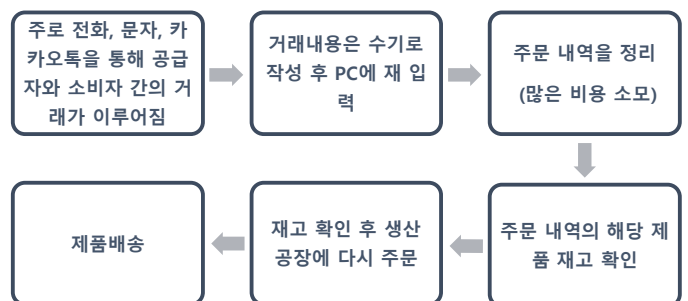 주로 전화, 문자, 카
카오톡을 통해 공급
자와 소비자 간의 거
래가 이루어짐
거래내용은 수기로
작성 후 PC에 재 입
력
주문 내역을 정리
(많은 비용 소모)
주문 내역의 해당 제
품 재고 확인
재고 확인 후 생산
공장에 다시 주문
제품배송